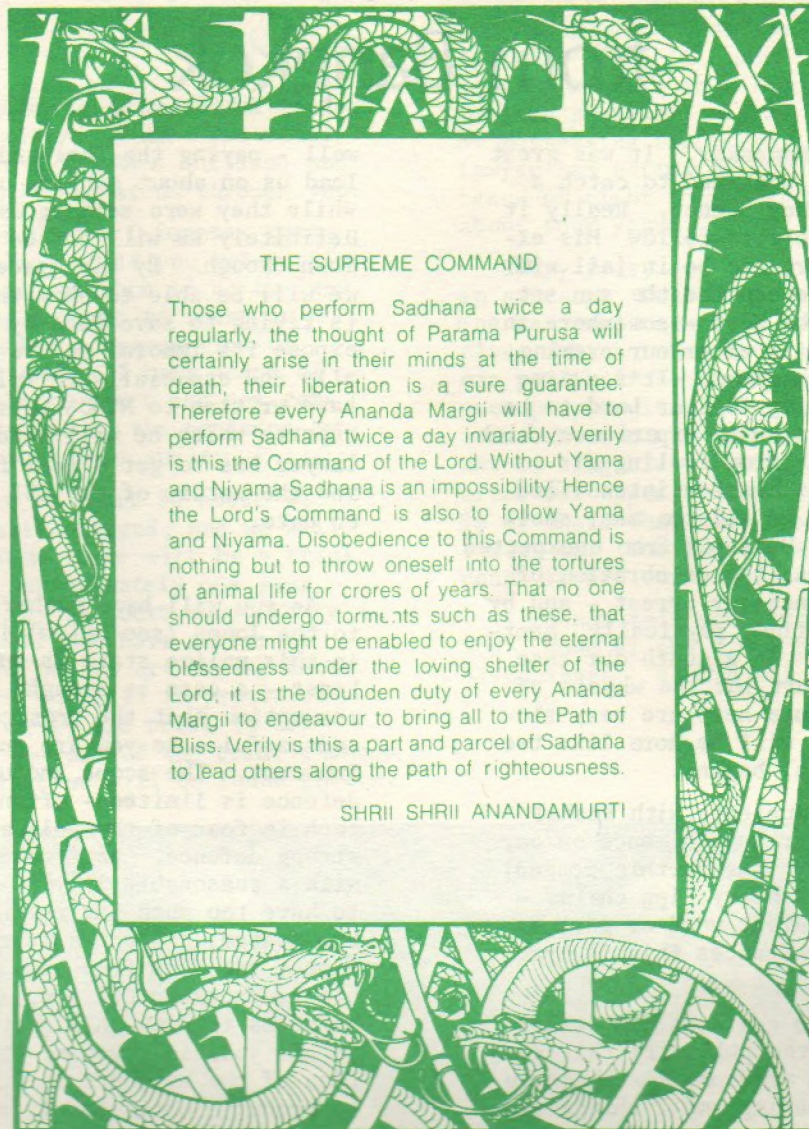 THE SUPREME COMMAND
Those who perform Sadhana twice a day
regularly, the thought of Parama Purusa will
certainly arise in their minds at the time of
death, their liberation is a sure guarantee.
Therefore every Ananda Margii will have to
perform Sadhana twice a day invariably. Verily
is this the Command of the Lord. Without Yama
and Niyama Sadhana is an impossibility. Hence
the Lord's Command is also to follow Yama
and Niyama. Disobedience to this Command is
nothing but to throw oneself into the tortures
of animal life for crores of years. That no one
should undergo torments such as these, that
everyone might be enabled to enjoy the eternal
blessedness under the loving shelter of the
Lord, it is the bounden duty of every Ananda
Margii to endeavour to bring all to the Path of
Bliss. Verily is this a part and parcel of Sadhana
to lead others along the path of righteousness.
SHRII SHRII ANANDAMURTI